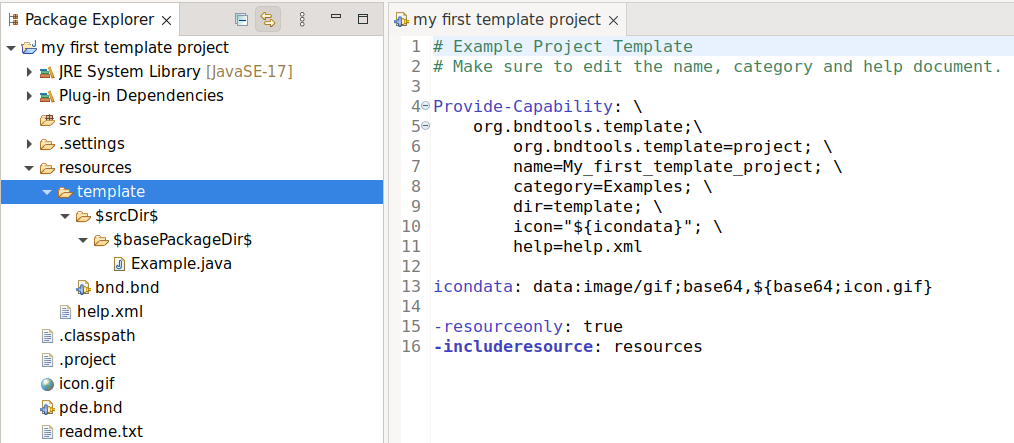 Package Explorer
my first template project
JRE System Library [JavaSE-17]
Plug-in Dependencies
src
.settings
resources
template
$srcDir$
$basePackageDir$
Example.java
bnd.bnd
help.xml
.classpath
.project
icon.gif
pde.bnd
readme.txt
my first template project
1 # Example Project Template
2 # Make sure to edit the name, category and help document.
3
4 Provide-Capability: \
5     org.bndtools.template;\
6         org.bndtools.template=project; \
7         name=My_first_template_project; \
8         category=Examples; \
9         dir=template; \
10         icon="${icondata}"; \
11         help=help.xml
12
13 icondata: data:image/gif;base64,${base64;icon.gif}
14
15 -resourceonly: true
16 -includeresource: resources